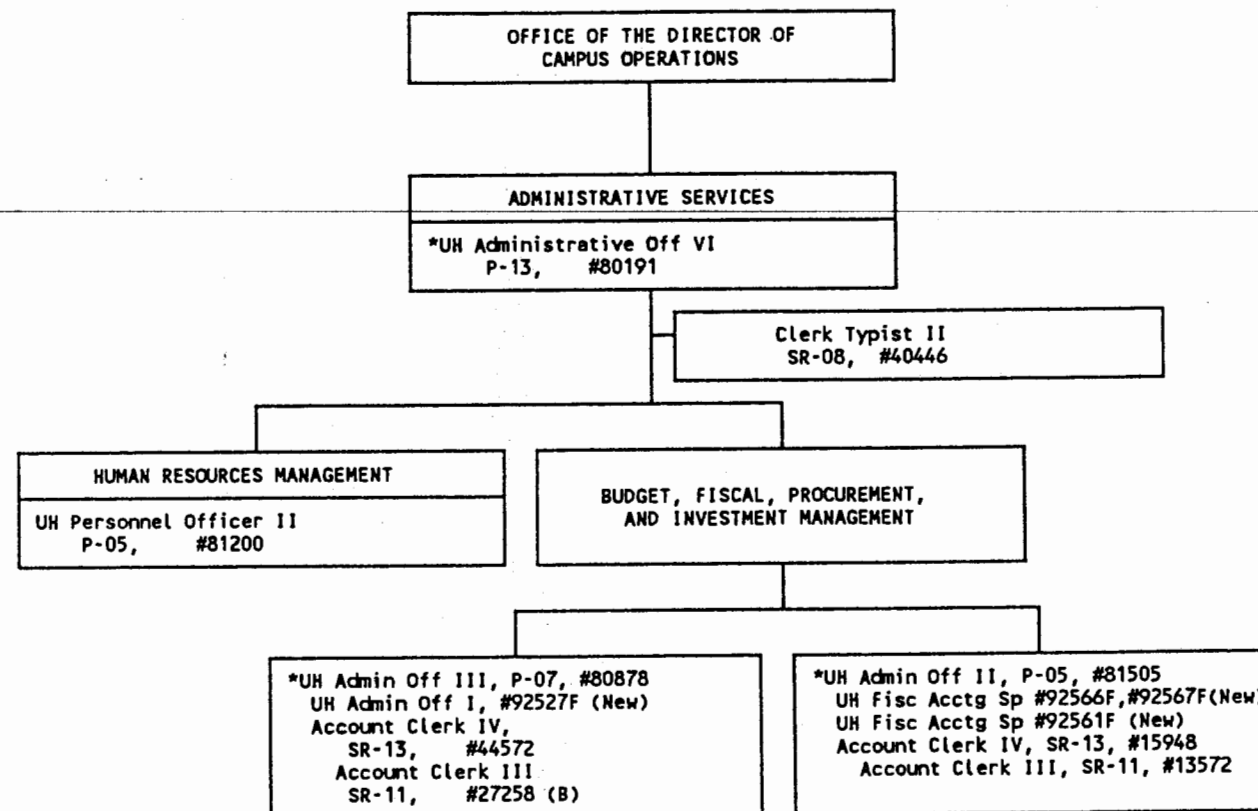 OFFICE OF THE DIRECTOR OF
CAMPUS OPERATIONS
ADMINISTRATIVE SERVICES
*UH Administrative Off VI
P-13, #80191
Clerk Typist II
SR-08, #40446
HUMAN RESOURCES MANAGEMENT
UH Personnel Officer II
P-05, #81200
BUDGET, FISCAL, PROCUREMENT,
AND INVESTMENT MANAGEMENT
*UH Admin Off III, P-07, #80878
UH Admin Off I, #92527F (New)
Account Clerk IV,
SR-13, #44572
Account Clerk III
SR-11, #27258 (B)
*UH Admin Off II, P-05, #81505
UH Fisc Acctg Sp #92566F,#92567F(New)
UH Fisc Acctg Sp #92561F (New)
Account Clerk IV, SR-13, #15948
Account Clerk III, SR-11, #13572